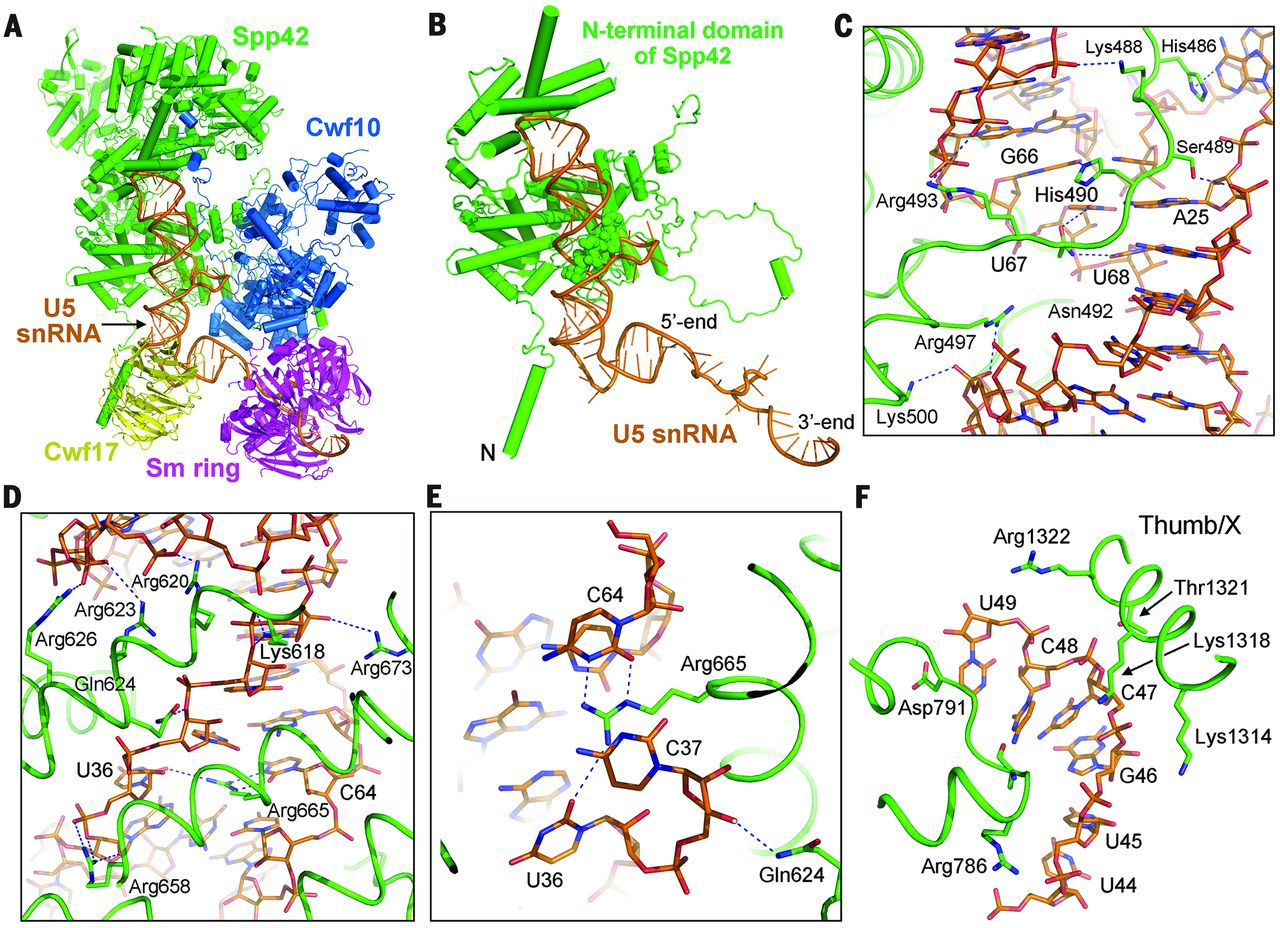 A
Spp42
Cwf10
U5
snRNA
Cwf17
Sm ring
B
N-terminal domain
of Spp42
5’-end
3’-end
U5 snRNA
N
C
Lys488
His486
Ser489
G66
His490
Arg493
A25
U67
U68
Asn492
Arg497
Lys500
D
Arg620
Arg623
Arg626
Lys618
Arg673
Gln624
U36
C64
Arg665
Arg658
E
C64
Arg665
C37
U36
Gln624
F
Thumb/X
Arg1322
Thr1321
U49
C48
Lys1318
C47
Asp791
Lys1314
G46
U45
Arg786
U44